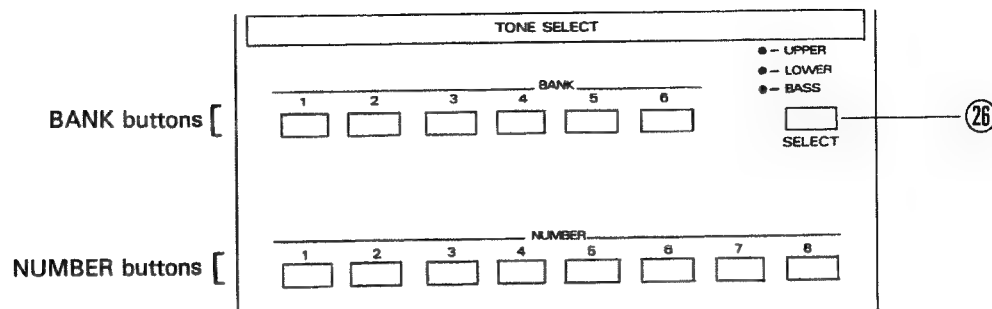 TONE SELECT
● – UPPER
● – LOWER
● – BASS
BANK
1 2 3 4 5 6
BANK buttons [
SELECT
㉖
NUMBER
1 2 3 4 5 6 7 8
NUMBER buttons [